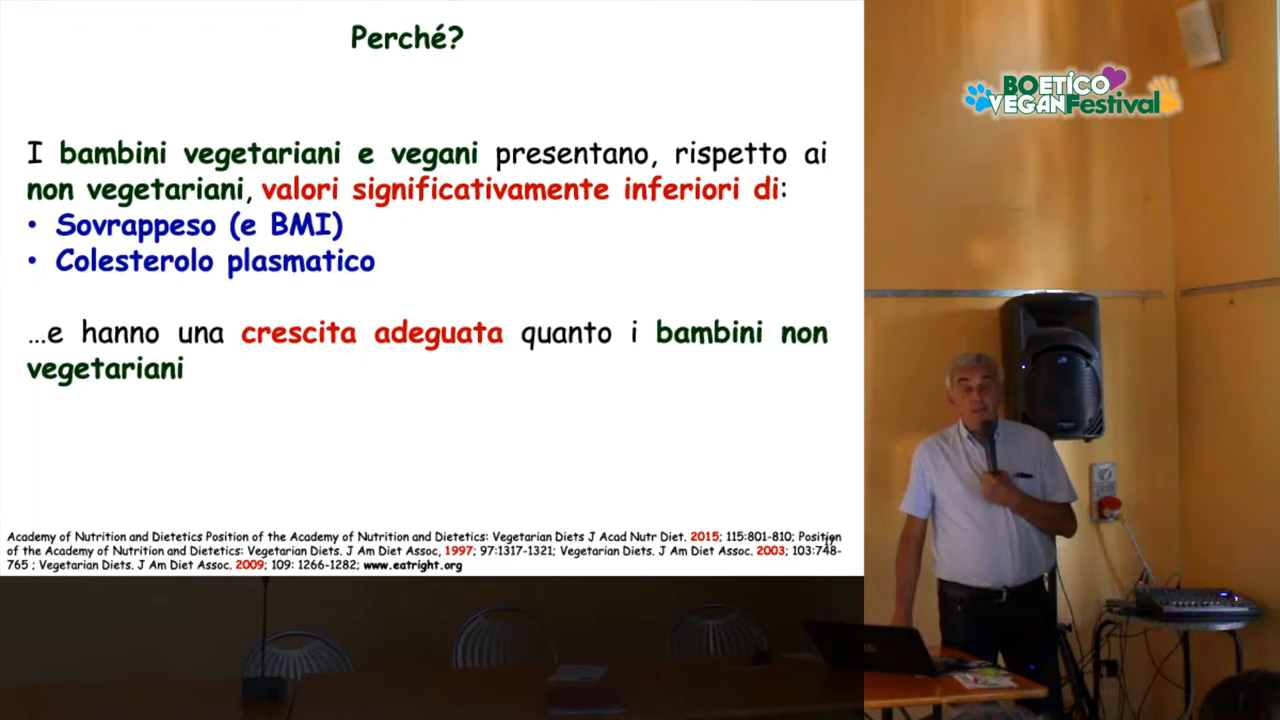 Perché?
I bambini vegetariani e vegani presentano, rispetto ai
non vegetariani, valori significativamente inferiori di:
• Sovrappeso (e BMI)
• Colesterolo plasmatico
...e hanno una crescita adeguata quanto i bambini non
vegetariani
Academy of Nutrition and Dietetics Position of the Academy of Nutrition and Dietetics: Vegetarian Diets J Acad Nutr Diet. 2015; 115:801-810; Position
of the Academy of Nutrition and Dietetics: Vegetarian Diets. J Am Diet Assoc, 1997; 97:1317-1321; Vegetarian Diets. J Am Diet Assoc. 2003; 103:748-
765 ; Vegetarian Diets. J Am Diet Assoc. 2009; 109: 1266-1282; www.eatright.org
BOETICO
VEGANFestival